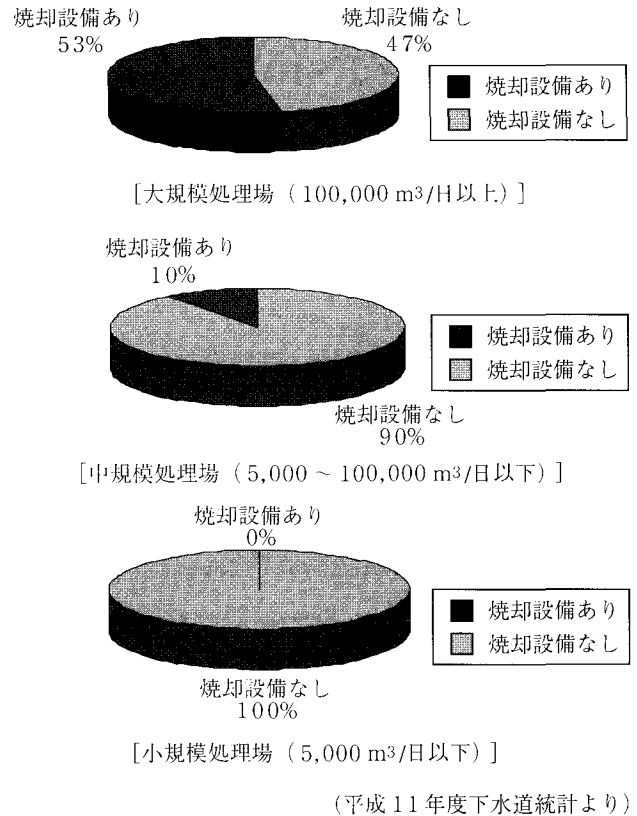 焼却設備あり
53%
焼却設備なし
47%
焼却設備あり
焼却設備なし
[大規模処理場(100,000 m³/日以上)]
焼却設備あり
10%
焼却設備なし
90%
焼却設備あり
焼却設備なし
[中規模処理場(5,000 ~ 100,000 m³/日以下)]
焼却設備あり
0%
焼却設備なし
100%
焼却設備あり
焼却設備なし
[小規模処理場(5,000 m³/日以下)]
(平成11年度下水道統計より)